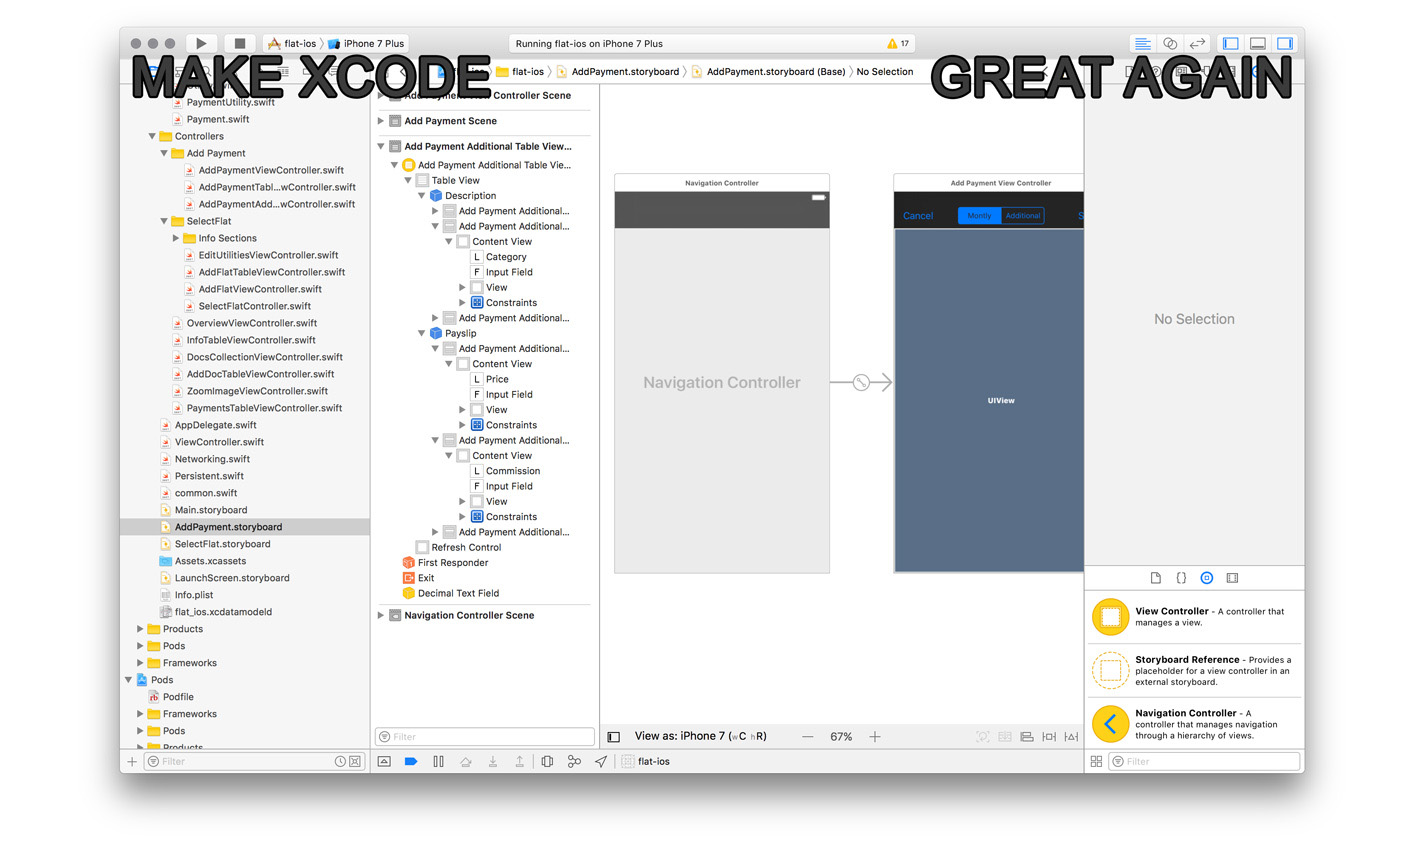 flat-ios
iPhone 7 Plus
Running flat-ios on iPhone 7 Plus
17
MAKE XCODE
GREAT AGAIN
flat-ios
AddPayment.storyboard
AddPayment.storyboard (Base)
No Selection
PaymentUtility.swift
Payment.swift
Controllers
Add Payment
AddPaymentViewController.swift
AddPaymentTabl...wController.swift
AddPaymentAdd...wController.swift
SelectFlat
Info Sections
EditUtilitiesViewController.swift
AddFlatTableViewController.swift
AddFlatViewController.swift
SelectFlatController.swift
OverviewViewController.swift
InfoTableViewController.swift
DocsCollectionViewController.swift
AddDocTableViewController.swift
ZoomImageViewController.swift
PaymentsTableViewController.swift
AppDelegate.swift
ViewController.swift
Networking.swift
Persistent.swift
common.swift
Main.storyboard
AddPayment.storyboard
SelectFlat.storyboard
Assets.xcassets
LaunchScreen.storyboard
Info.plist
flat_ios.xcdatamodeld
Products
Pods
Frameworks
Pods
Podfile
Frameworks
Pods
Products
Filter
Controller Scene
Add Payment Scene
Add Payment Additional Table View...
Add Payment Additional Table Vie...
Table View
Description
Add Payment Additional...
Add Payment Additional...
Content View
L Category
F Input Field
View
Constraints
Add Payment Additional...
Payslip
Add Payment Additional...
Content View
L Price
F Input Field
View
Constraints
Add Payment Additional...
Content View
L Commission
F Input Field
View
Constraints
Add Payment Additional...
Refresh Control
First Responder
Exit
Decimal Text Field
Navigation Controller Scene
Filter
Navigation Controller
Navigation Controller
Add Payment View Controller
Cancel
Montly
Additional
S
UIView
View as: iPhone 7 (wC hR)
67%
flat-ios
No Selection
View Controller - A controller that
manages a view.
Storyboard Reference - Provides a
placeholder for a view controller in an
external storyboard.
Navigation Controller - A
controller that manages navigation
through a hierarchy of views.
Filter